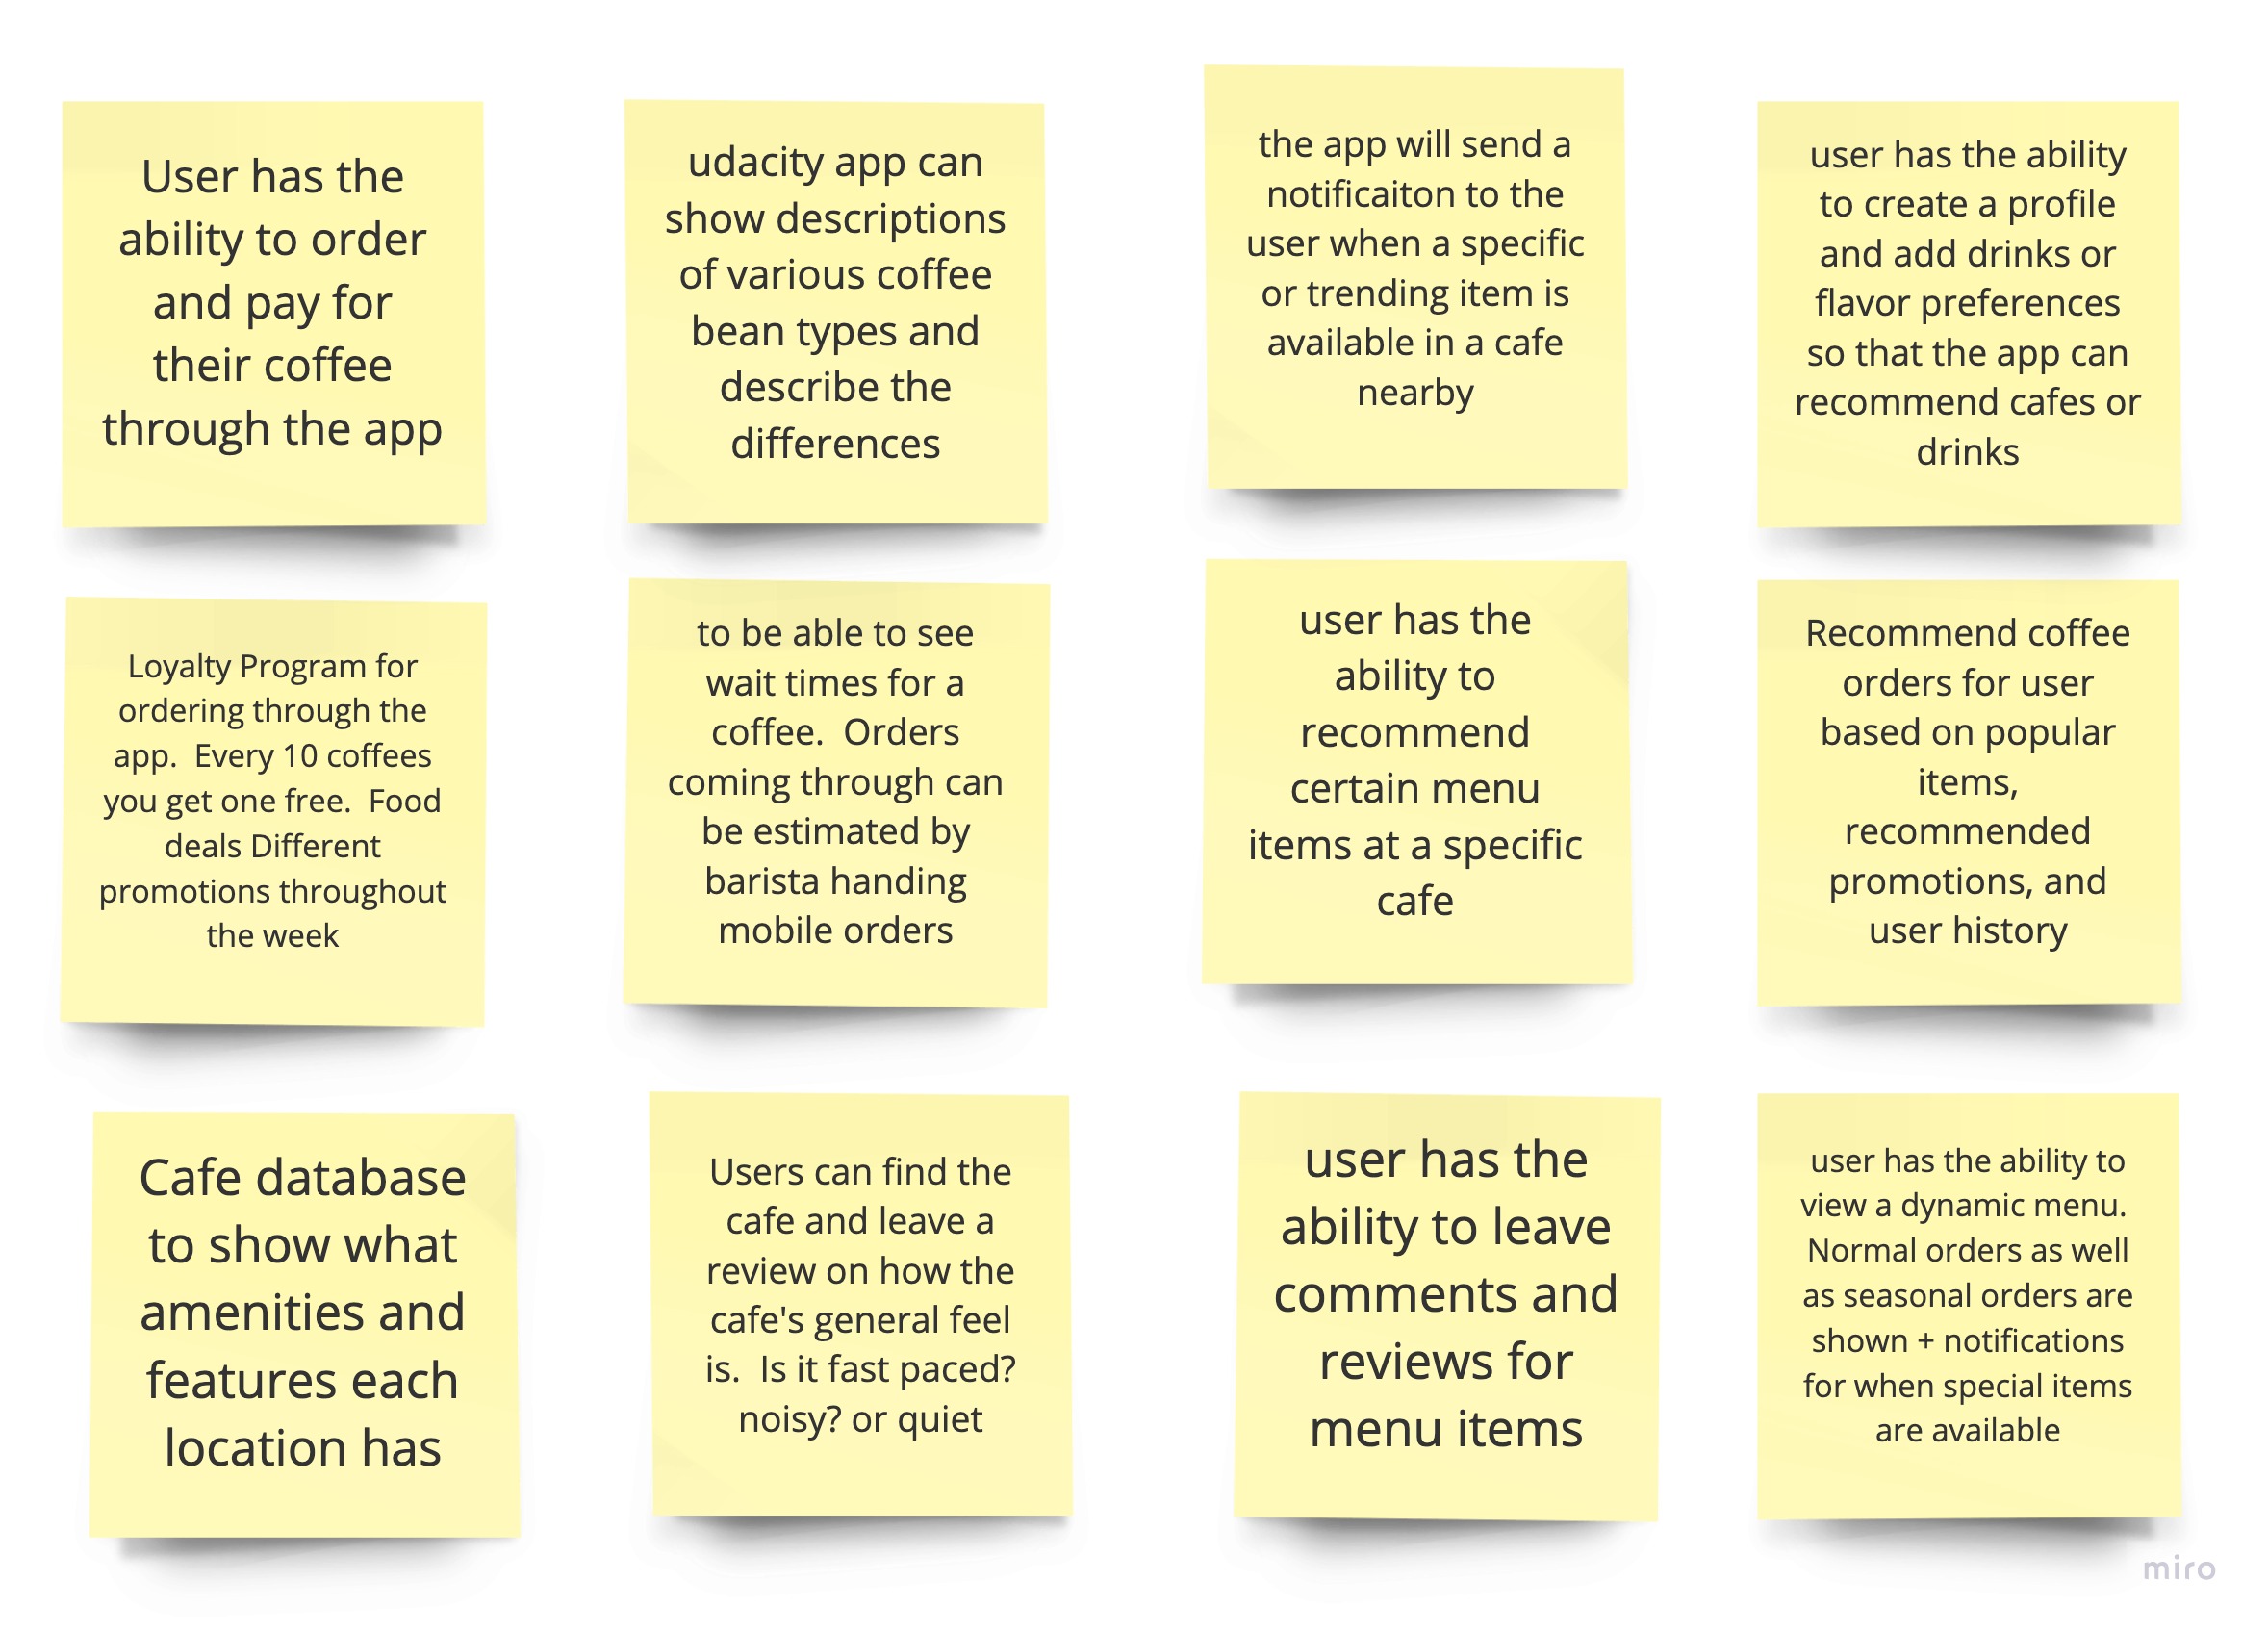 User has the
ability to order
and pay for
their coffee
through the app
udacity app can
show descriptions
of various coffee
bean types and
describe the
differences
the app will send a
notificaiton to the
user when a specific
or trending item is
available in a cafe
nearby
user has the ability
to create a profile
and add drinks or
flavor preferences
so that the app can
recommend cafes or
drinks
Loyalty Program for
ordering through the
app.  Every 10 coffees
you get one free.  Food
deals Different
promotions throughout
the week
to be able to see
wait times for a
coffee.  Orders
coming through can
be estimated by
barista handing
mobile orders
user has the
ability to
recommend
certain menu
items at a specific
cafe
Recommend coffee
orders for user
based on popular
items,
recommended
promotions, and
user history
Cafe database
to show what
amenities and
features each
location has
Users can find the
cafe and leave a
review on how the
cafe's general feel
is.  Is it fast paced?
noisy? or quiet
user has the
ability to leave
comments and
reviews for
menu items
user has the ability to
view a dynamic menu.
Normal orders as well
as seasonal orders are
shown + notifications
for when special items
are available
miro